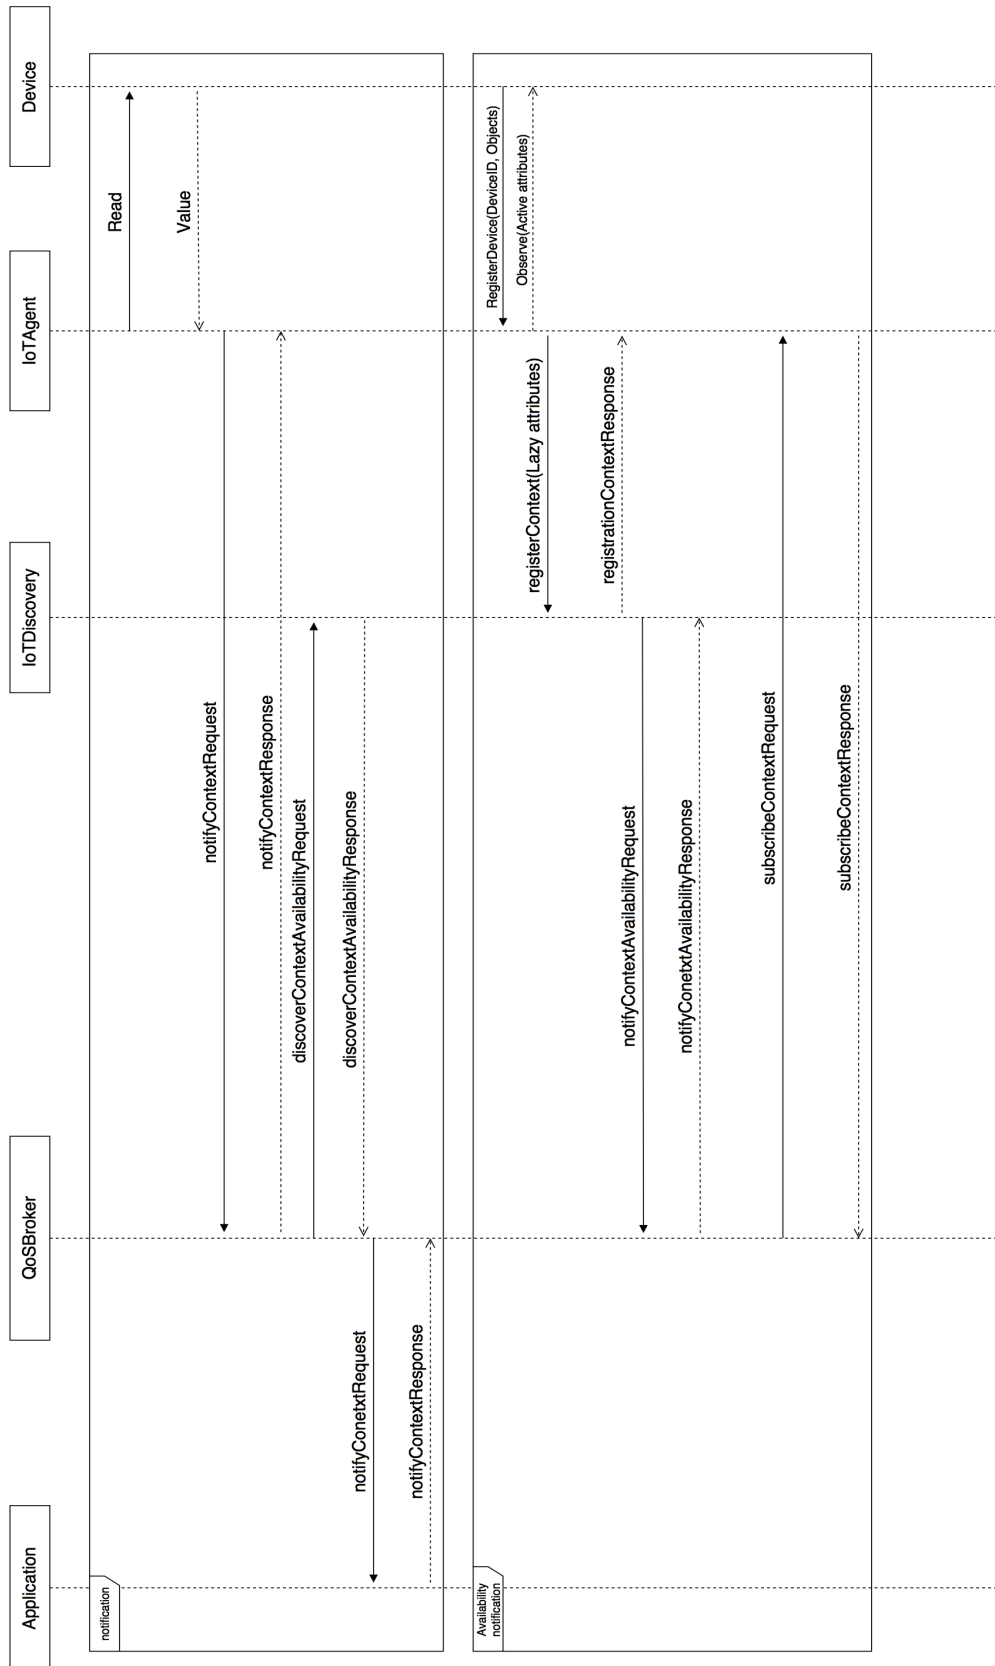 Application
QoSBroker
IoTDiscovery
IoTAgent
Device
notification
Read
Value
notifyContextRequest
notifyContextResponse
discoverContextAvailabilityRequest
discoverContextAvailabilityResponse
notifyConetxtRequest
notifyContextResponse
Availability
notification
RegisterDevice(DeviceID, Objects)
Observe(Active attributes)
registerContext(Lazy attributes)
registrationContextResponse
notifyContextAvailabilityRequest
notifyConetxtAvailabilityResponse
subscribeContextRequest
subscribeContextResponse